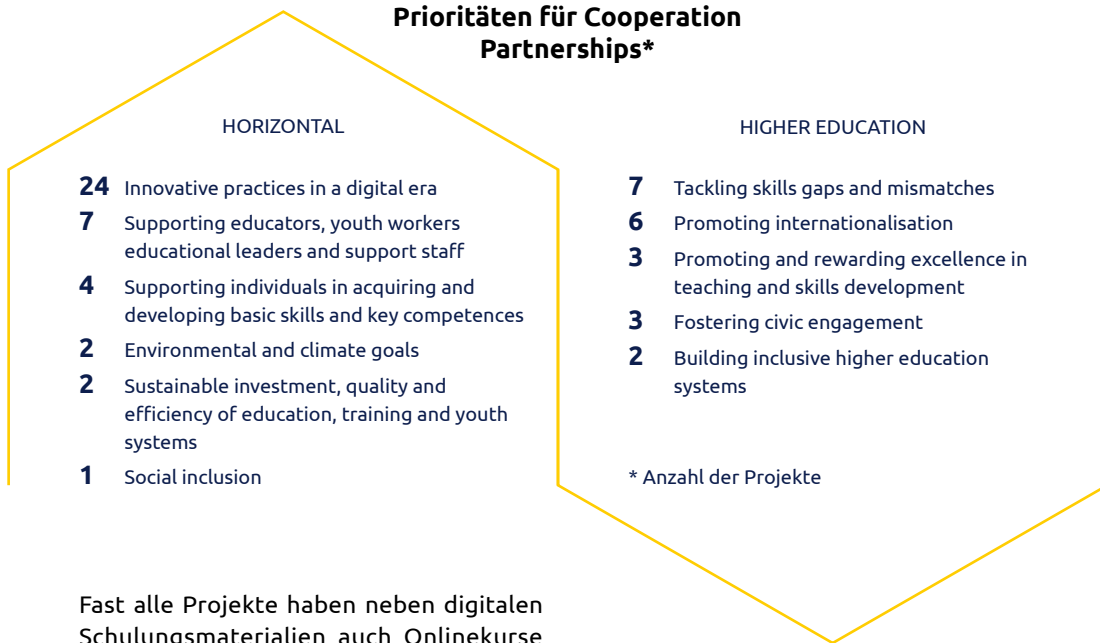 Prioritäten für Cooperation
Partnerships*
HORIZONTAL
24 Innovative practices in a digital era
7 Supporting educators, youth workers
educational leaders and support staff
4 Supporting individuals in acquiring and
developing basic skills and key competences
2 Environmental and climate goals
2 Sustainable investment, quality and
efficiency of education, training and youth
systems
1 Social inclusion
HIGHER EDUCATION
7 Tackling skills gaps and mismatches
6 Promoting internationalisation
3 Promoting and rewarding excellence in
teaching and skills development
3 Fostering civic engagement
2 Building inclusive higher education
systems
* Anzahl der Projekte
Fast alle Projekte haben neben digitalen
Schulungsmaterialien auch Onlinekurse